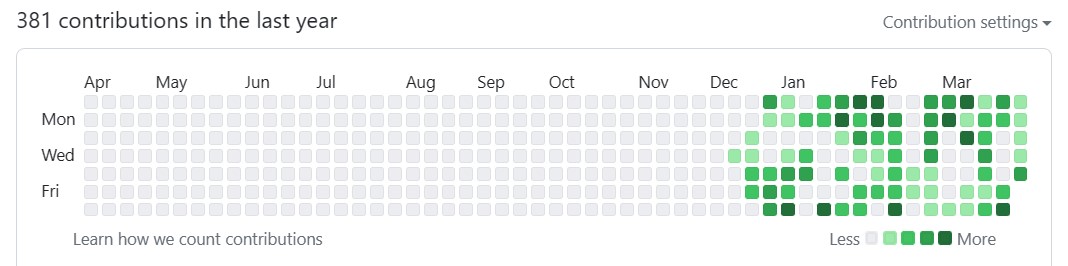 381 contributions in the last year
Contribution settings
Apr May Jun Jul Aug Sep Oct Nov Dec Jan Feb Mar
Mon
Wed
Fri
Learn how we count contributions
Less More